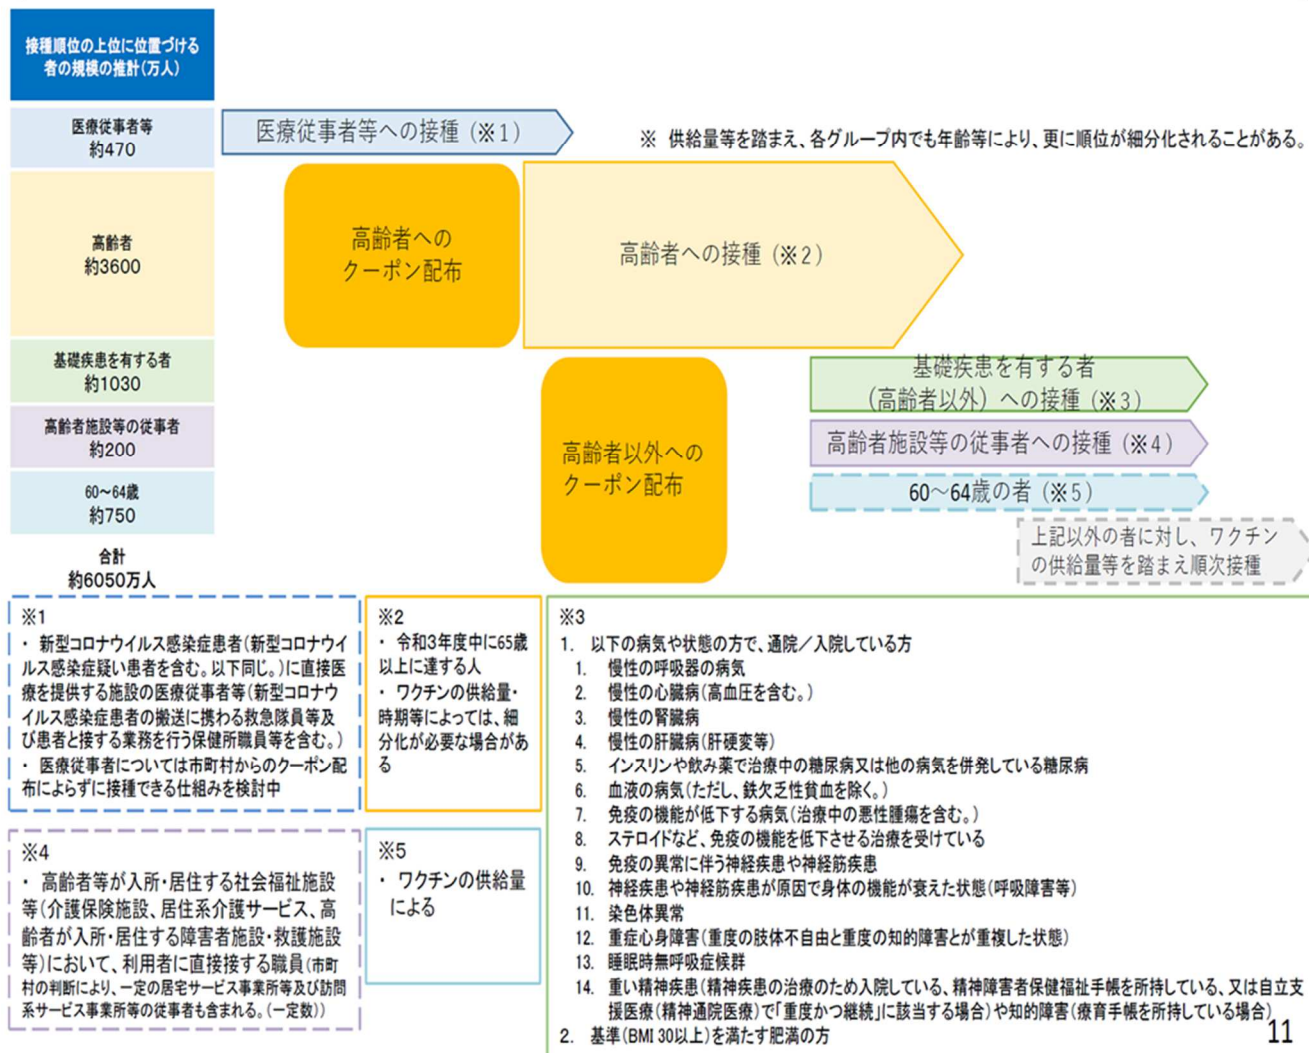 接種順位の上位に位置づける
者の規模の推計(万人)
医療従事者等
約470
医療従事者等への接種（※1）
※ 供給量等を踏まえ、各グループ内でも年齢等により、更に順位が細分化されることがある。
高齢者
約3600
高齢者への
クーポン配布
高齢者への接種（※2）
基礎疾患を有する者
約1030
基礎疾患を有する者
(高齢者以外）への接種（※3）
高齢者施設等の従事者
約200
高齢者施設等の従事者への接種（※4）
高齢者以外への
クーポン配布
60～64歳
約750
60～64歳の者（※5）
上記以外の者に対し、ワクチン
の供給量等を踏まえ順次接種
合計
約6050万人
※1
・ 新型コロナウイルス感染症患者(新型コロナウイ
ルス感染症疑い患者を含む。以下同じ。)に直接医
療を提供する施設の医療従事者等(新型コロナウ
イルス感染症患者の搬送に携わる救急隊員等及
び患者と接する業務を行う保健所職員等を含む。)
・ 医療従事者については市町村からのクーポン配
布によらずに接種できる仕組みを検討中
※2
・ 令和3年度中に65歳
以上に達する人
・ ワクチンの供給量・
時期等によっては、細
分化が必要な場合があ
る
※3
1. 以下の病気や状態の方で、通院／入院している方
1. 慢性の呼吸器の病気
2. 慢性の心臓病(高血圧を含む。)
3. 慢性の腎臓病
4. 慢性の肝臓病(肝硬変等)
5. インスリンや飲み薬で治療中の糖尿病又は他の病気を併発している糖尿病
6. 血液の病気(ただし、鉄欠乏性貧血を除く。)
7. 免疫の機能が低下する病気(治療中の悪性腫瘍を含む。)
8. ステロイドなど、免疫の機能を低下させる治療を受けている
9. 免疫の異常に伴う神経疾患や神経筋疾患
10. 神経疾患や神経筋疾患が原因で身体の機能が衰えた状態(呼吸障害等)
11. 染色体異常
12. 重症心身障害(重度の肢体不自由と重度の知的障害とが重複した状態)
13. 睡眠時無呼吸症候群
14. 重い精神疾患(精神疾患の治療のため入院している、精神障害者保健福祉手帳を所持している、又は自立支
援医療(精神通院医療)で「重度かつ継続」に該当する場合)や知的障害(療育手帳を所持している場合)
2. 基準(BMI 30以上)を満たす肥満の方
※4
・ 高齢者等が入所・居住する社会福祉施設
等(介護保険施設、居住系介護サービス、高
齢者が入所・居住する障害者施設・救護施設
等)において、利用者に直接接する職員(市町
村の判断により、一定の居宅サービス事業所等及び訪問
系サービス事業所等の従事者も含まれる。(一定数))
※5
・ ワクチンの供給量
による
11